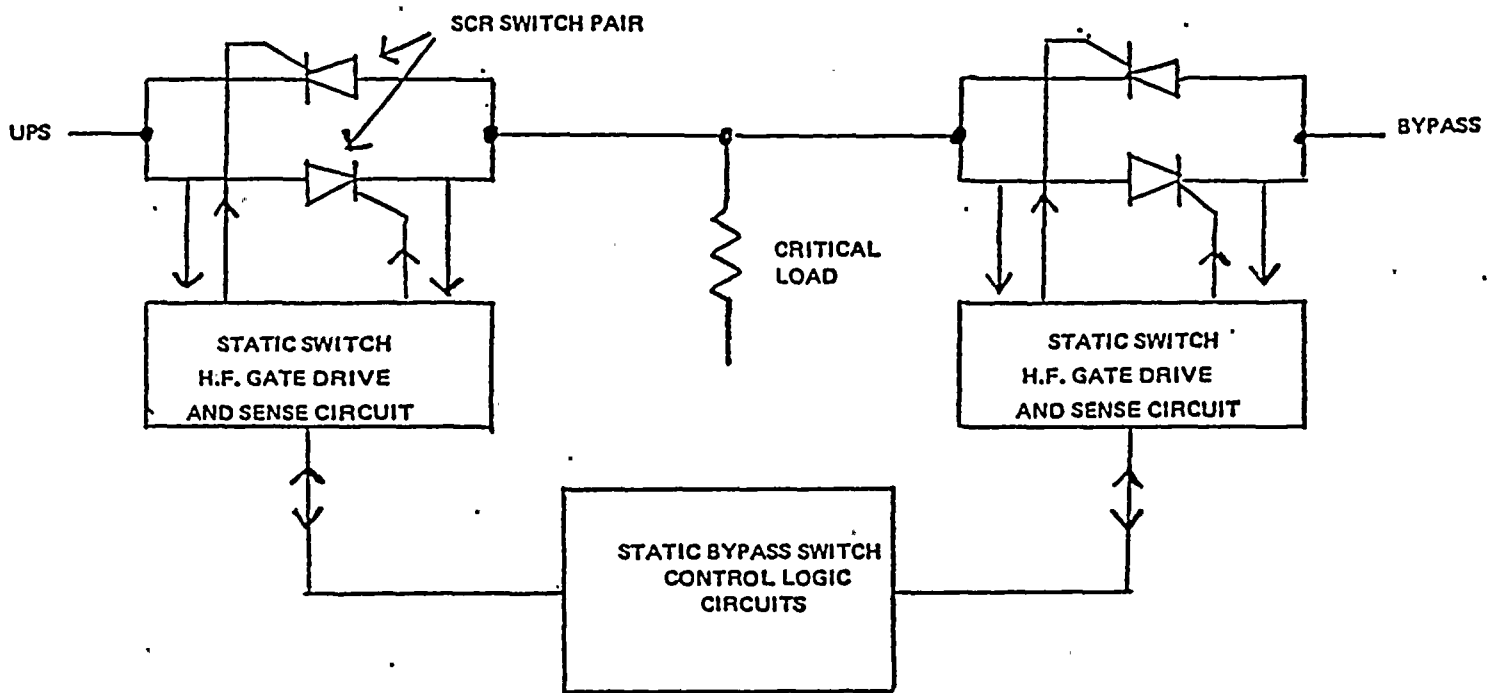 SCR SWITCH PAIR
UPS
BYPASS
CRITICAL
LOAD
STATIC SWITCH
H.F. GATE DRIVE
AND SENSE CIRCUIT
STATIC SWITCH
H.F. GATE DRIVE
AND SENSE CIRCUIT
STATIC BYPASS SWITCH
CONTROL LOGIC
CIRCUITS